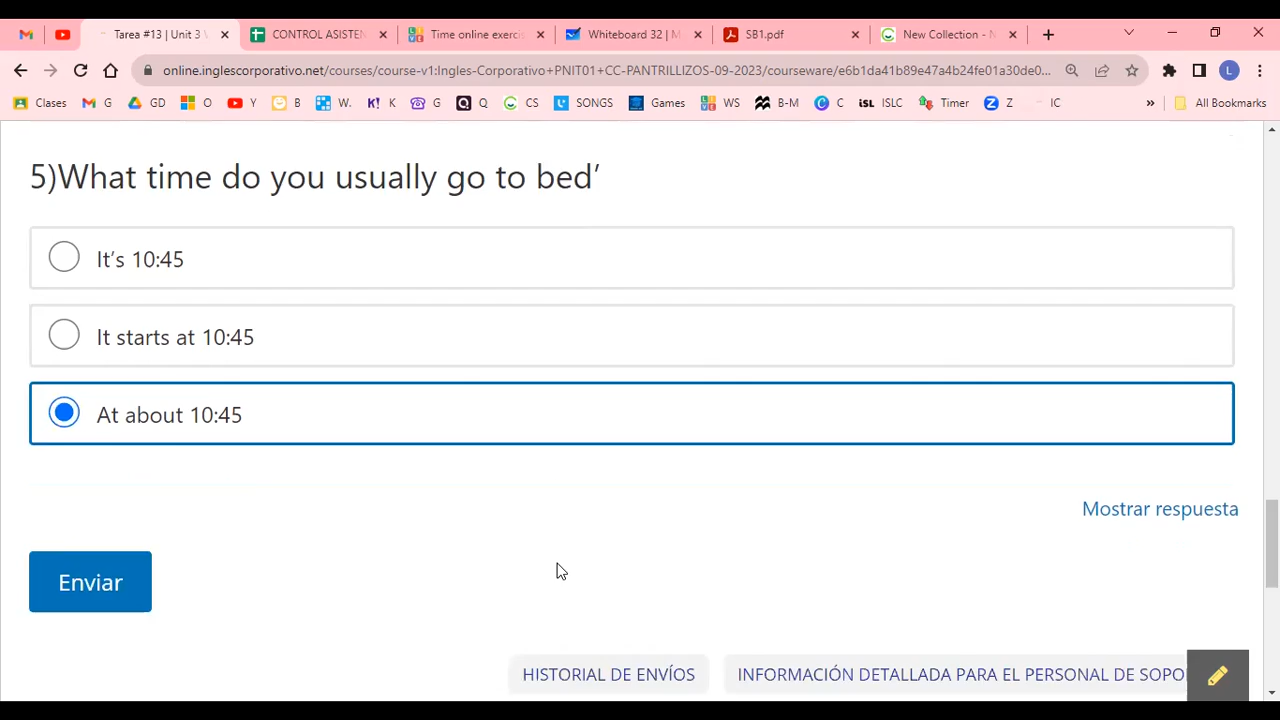 Tarea #13 | Unit 3
CONTROL ASISTEN
Time online exercis
Whiteboard 32 | M
SB1.pdf
New Collection - N
online.inglescorporativo.net/courses/course-v1:Ingles-Corporativo+PNIT01+CC-PANTRILLIZOS-09-2023/courseware/e6b1da41b89e47a4b24fe01a30de0...
L
Clases
G
GD
O
Y
B
W.
K! K
G
Q
CS
SONGS
Games
WS
B-M
C
iSL ISLC
Timer
Z
IC
»
All Bookmarks
5)What time do you usually go to bed’
It’s 10:45
It starts at 10:45
At about 10:45
Mostrar respuesta
Enviar
HISTORIAL DE ENVÍOS
INFORMACIÓN DETALLADA PARA EL PERSONAL DE SOPO